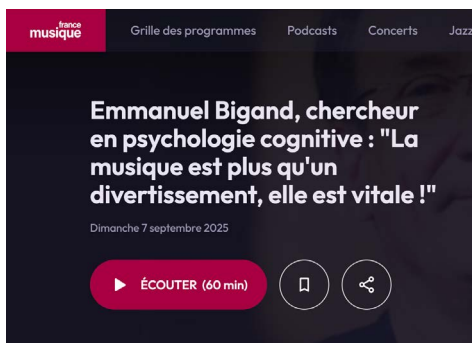 france
musique
Grille des programmes Podcasts Concerts Jazz
Emmanuel Bigand, chercheur
en psychologie cognitive : "La
musique est plus qu'un
divertissement, elle est vitale !"
Dimanche 7 septembre 2025
ÉCOUTER (60 min)